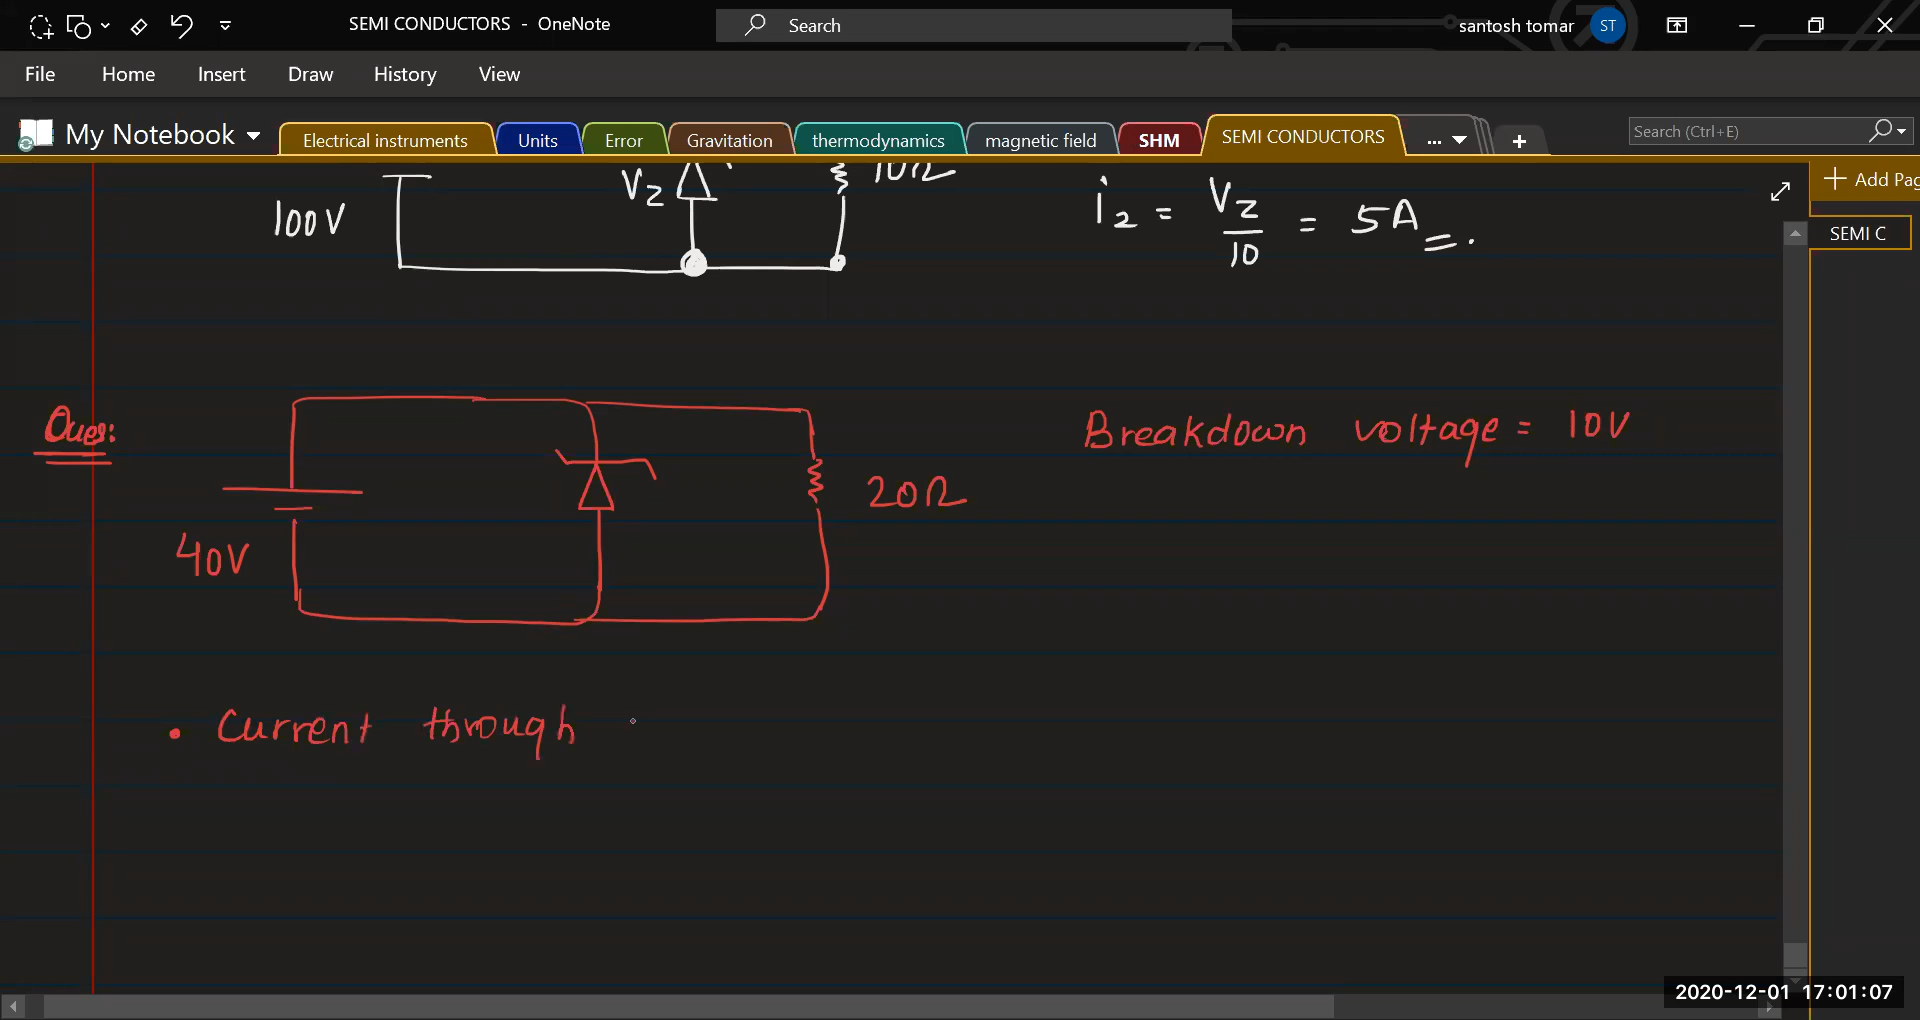 SEMI CONDUCTORS - OneNote
Search
santosh tomar
ST
File Home Insert Draw History View
My Notebook
Electrical instruments
Units
Error
Gravitation
thermodynamics
magnetic field
SHM
SEMI CONDUCTORS
...
+
Search (Ctrl+E)
+ Add Pag
SEMI C
100V
VZ
10Ω
i2 = VZ/10 = 5A
Ques:
Breakdown voltage = 10V
20Ω
40V
• Current through
2020-12-01 17:01:07